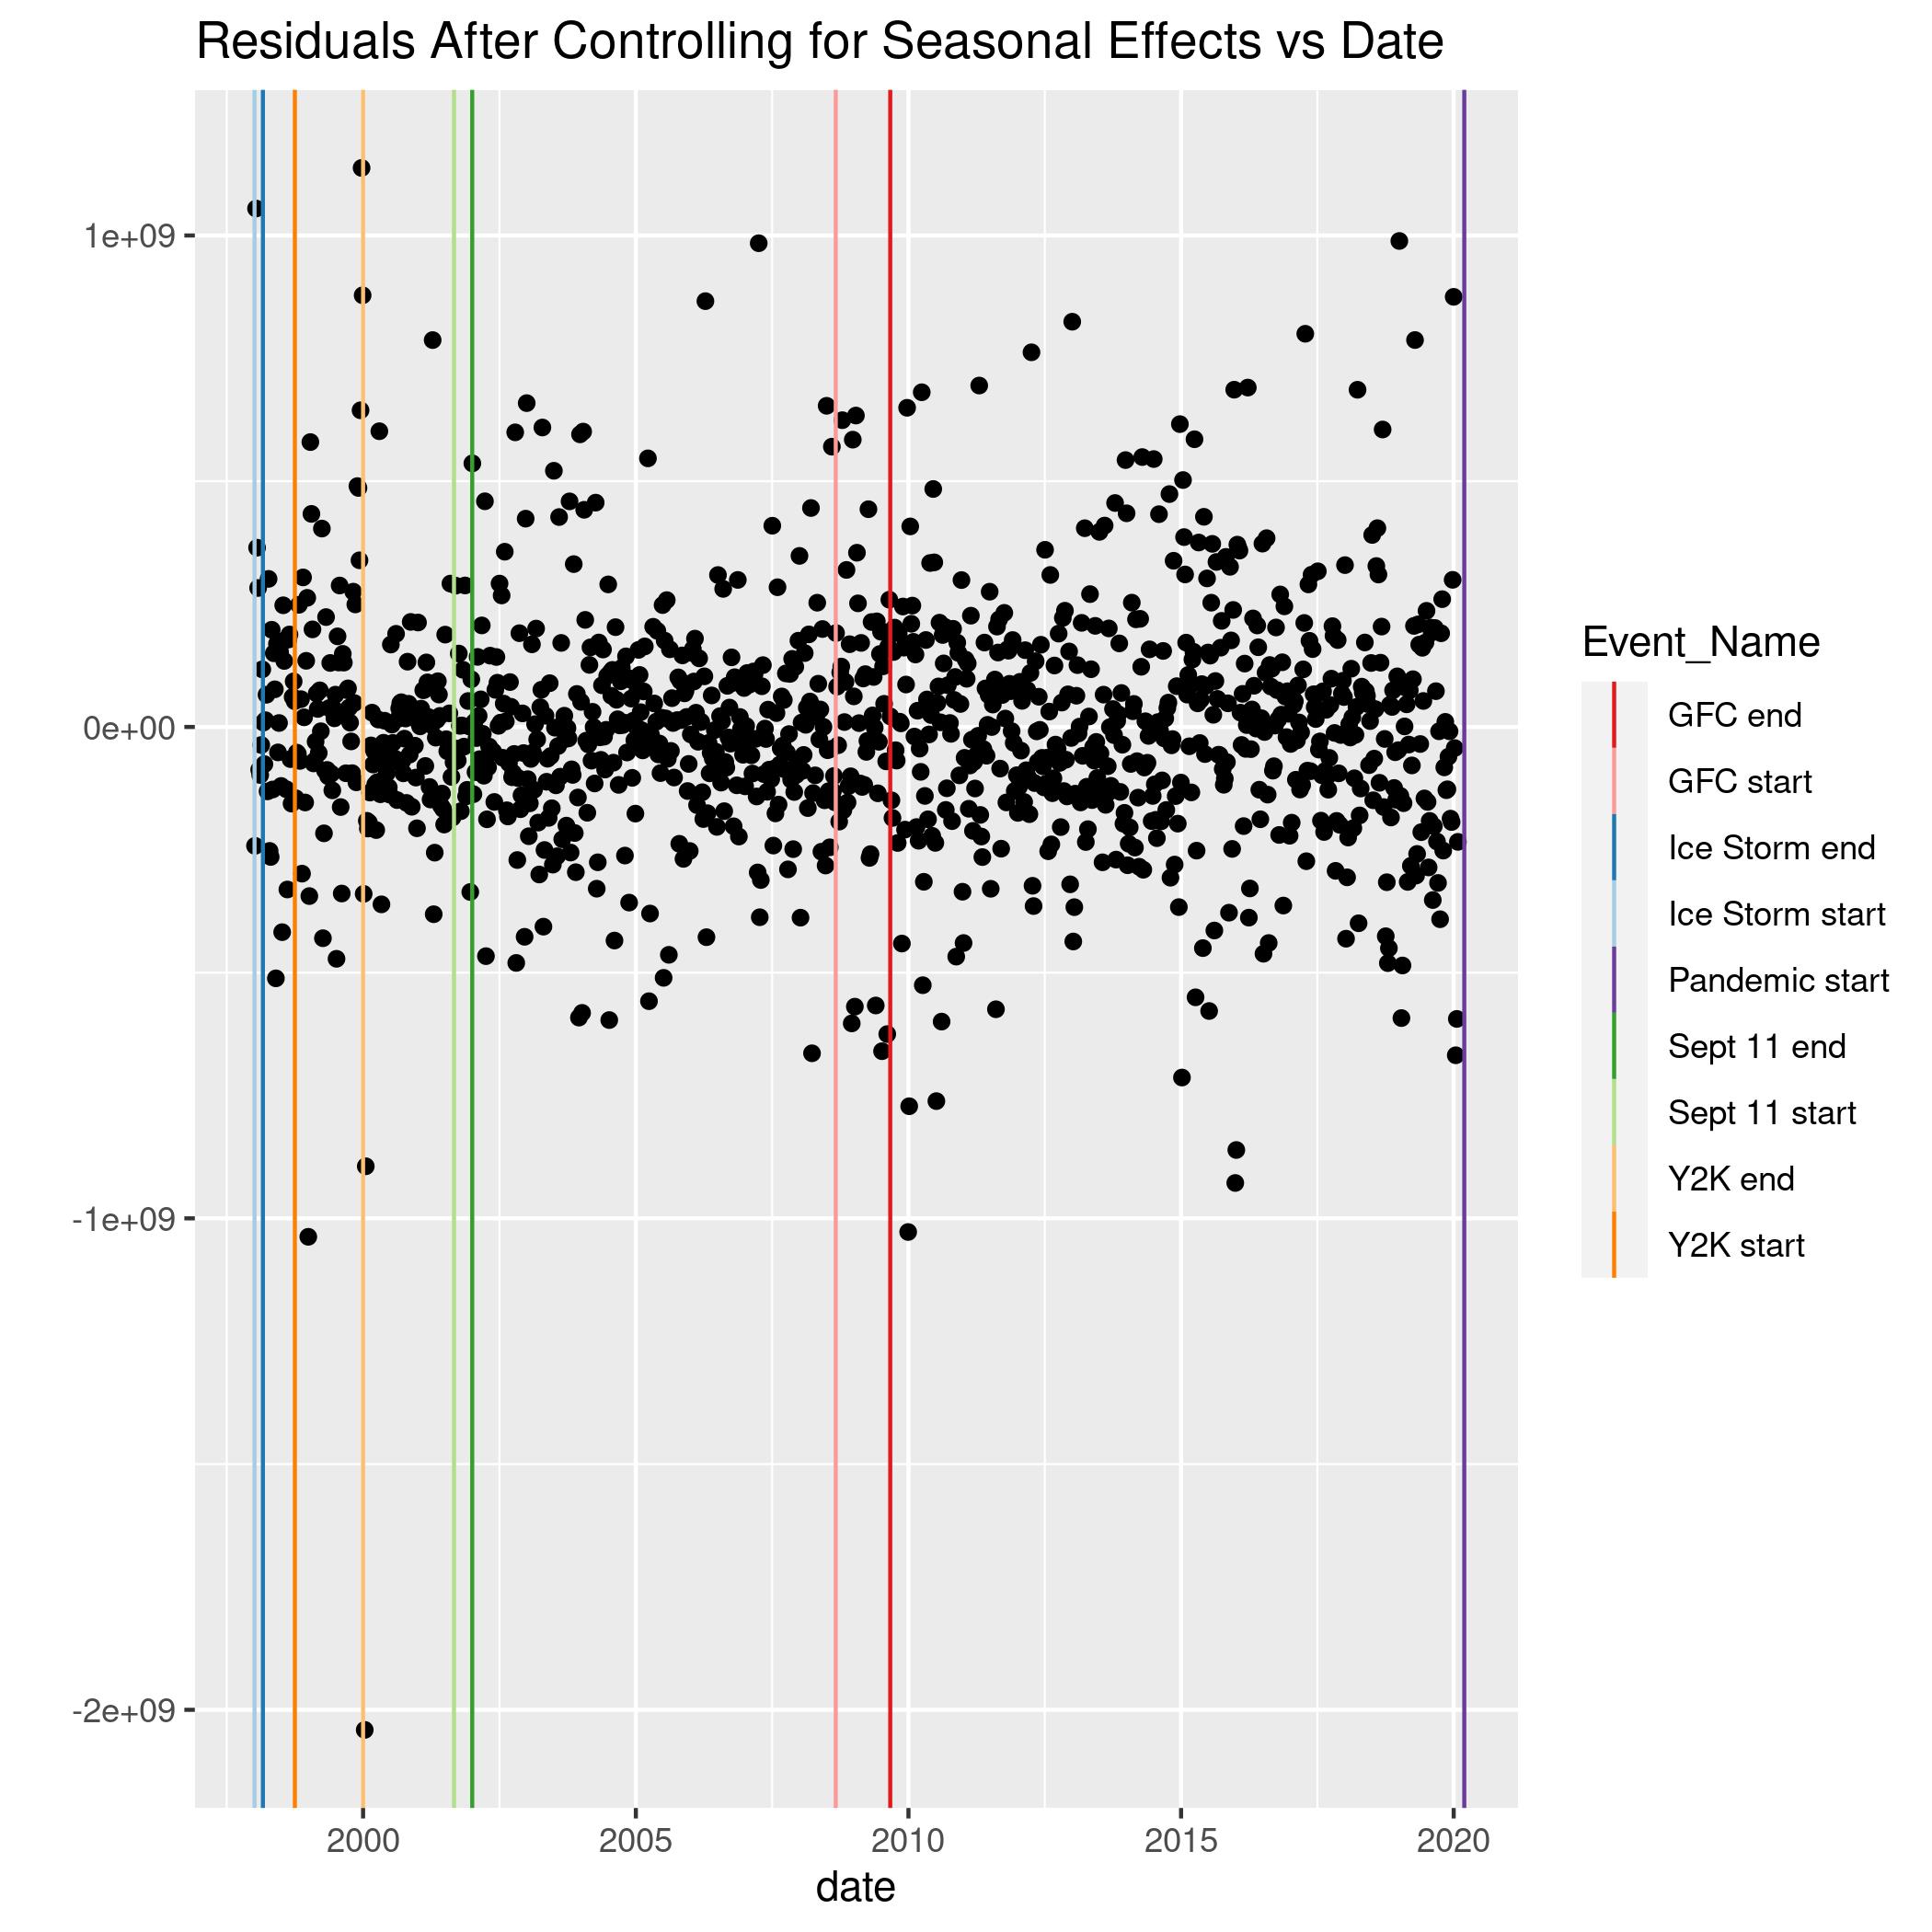 Residuals After Controlling for Seasonal Effects vs Date
1e+09
0e+00
-1e+09
-2e+09
2000 2005 2010 2015 2020
date
Event_Name
GFC end
GFC start
Ice Storm end
Ice Storm start
Pandemic start
Sept 11 end
Sept 11 start
Y2K end
Y2K start